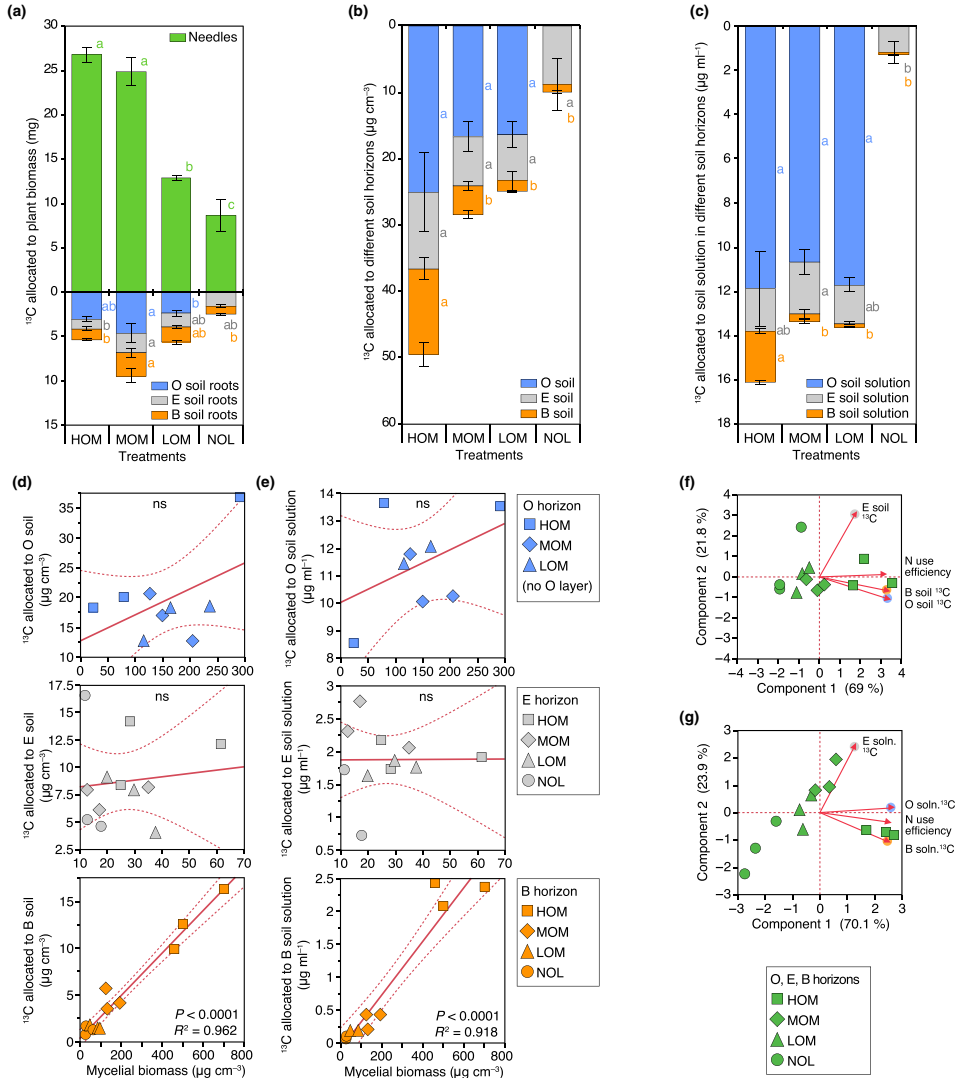 (a)
30
25
20
15
10
5
0
5
10
15
¹³C allocated to plant biomass (mg)
Needles
a
a
b
c
ab
b
b
a
a
a
b
ab
ab
ab
b
O soil roots
E soil roots
B soil roots
HOM MOM LOM NOL
Treatments
(b)
0
10
20
30
40
50
60
¹³C allocated to different soil horizons (µg cm⁻³)
a
a
a
a
a
b
a
a
b
a
b
O soil
E soil
B soil
HOM MOM LOM NOL
Treatments
(c)
0
2
4
6
8
10
12
14
16
18
¹³C allocated to soil solution in different soil horizons (µg ml⁻¹)
a
ab
a
a
a
b
a
ab
b
b
b
O soil solution
E soil solution
B soil solution
HOM MOM LOM NOL
Treatments
(d)
ns
35
30
25
20
15
10
¹³C allocated to O soil
(µg cm⁻³)
0 50 100 150 200 250 300
ns
17.5
15
12.5
10
7.5
5
2.5
¹³C allocated to E soil
(µg cm⁻³)
10 20 30 40 50 60 70
15
10
5
0
¹³C allocated to B soil
(µg cm⁻³)
P < 0.0001
R² = 0.962
0 200 400 600 800
Mycelial biomass (µg cm⁻³)
(e)
ns
14
13
12
11
10
9
8
¹³C allocated to O soil solution
(µg ml⁻¹)
0 50 100 150 200 250 300
ns
3
2.5
2
1.5
1
0.5
¹³C allocated to E soil solution
(µg ml⁻¹)
10 20 30 40 50 60 70
2.5
2
1.5
1
0.5
0
¹³C allocated to B soil solution
(µg ml⁻¹)
P < 0.0001
R² = 0.918
0 200 400 600 800
Mycelial biomass (µg cm⁻³)
O horizon
HOM
MOM
LOM
(no O layer)
E horizon
HOM
MOM
LOM
NOL
B horizon
HOM
MOM
LOM
NOL
(f)
4
3
2
1
0
−1
−2
−3
−4
Component 2 (21.8 %)
E soil
¹³C
N use
efficiency
B soil ¹³C
O soil ¹³C
−4 −3 −2 −1 0 1 2 3 4
Component 1 (69 %)
(g)
3
2
1
0
−1
−2
−3
Component 2 (23.9 %)
E soln.
¹³C
O soln.¹³C
N use
efficiency
B soln.¹³C
−3 −2 −1 0 1 2 3
Component 1 (70.1 %)
O, E, B horizons
HOM
MOM
LOM
NOL